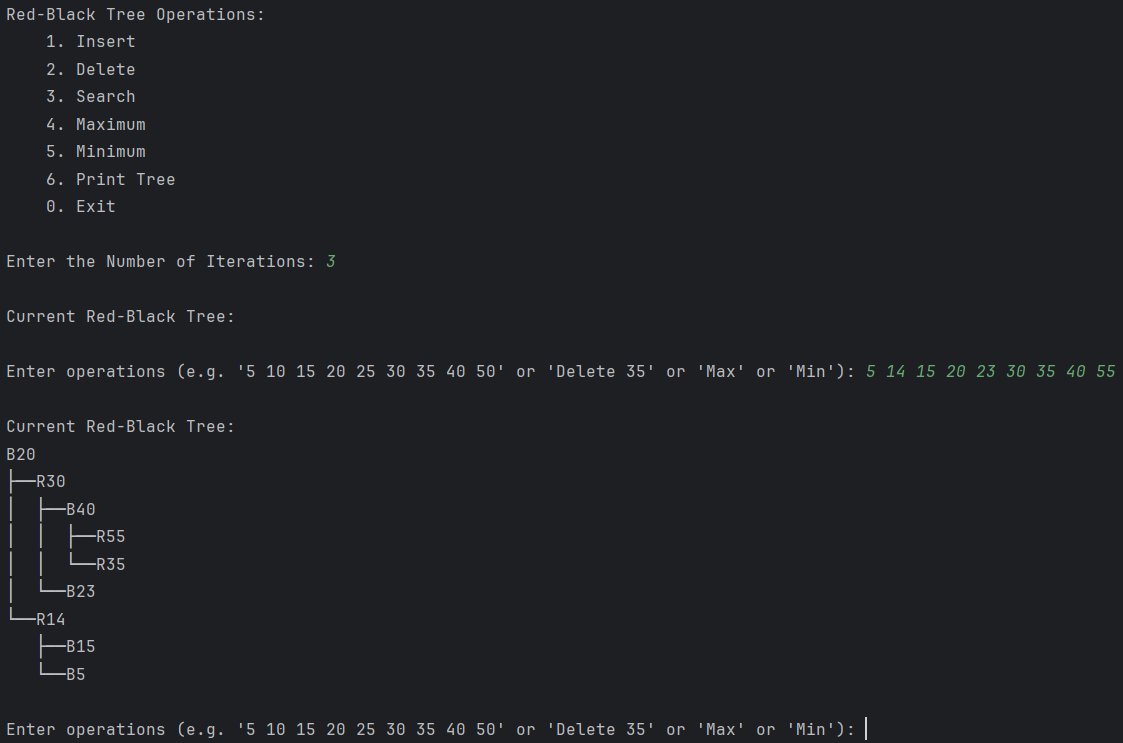 Red-Black Tree Operations:
    1. Insert
    2. Delete
    3. Search
    4. Maximum
    5. Minimum
    6. Print Tree
    0. Exit

Enter the Number of Iterations: 3

Current Red-Black Tree:

Enter operations (e.g. '5 10 15 20 25 30 35 40 50' or 'Delete 35' or 'Max' or 'Min'): 5 14 15 20 23 30 35 40 55

Current Red-Black Tree:
B20
├──R30
│  ├──B40
│  │  ├──R55
│  │  └──R35
│  └──B23
└──R14
   ├──B15
   └──B5

Enter operations (e.g. '5 10 15 20 25 30 35 40 50' or 'Delete 35' or 'Max' or 'Min'):